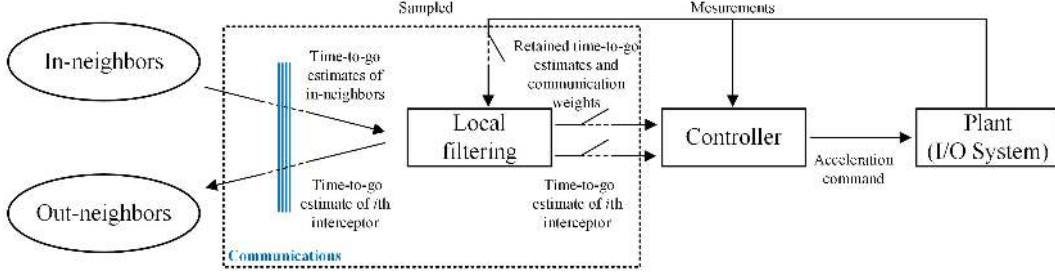 Sampled
Mesurements
In-neighbors
Time-to-go
estimates of
in-neighbors
Retained time-to-go
estimates and
communication
weights
Local
filtering
Controller
Plant
(I/O System)
Acceleration
command
Out-neighbors
Time-to-go
estimate of ith
interceptor
Time-to-go
estimate of ith
interceptor
Communications